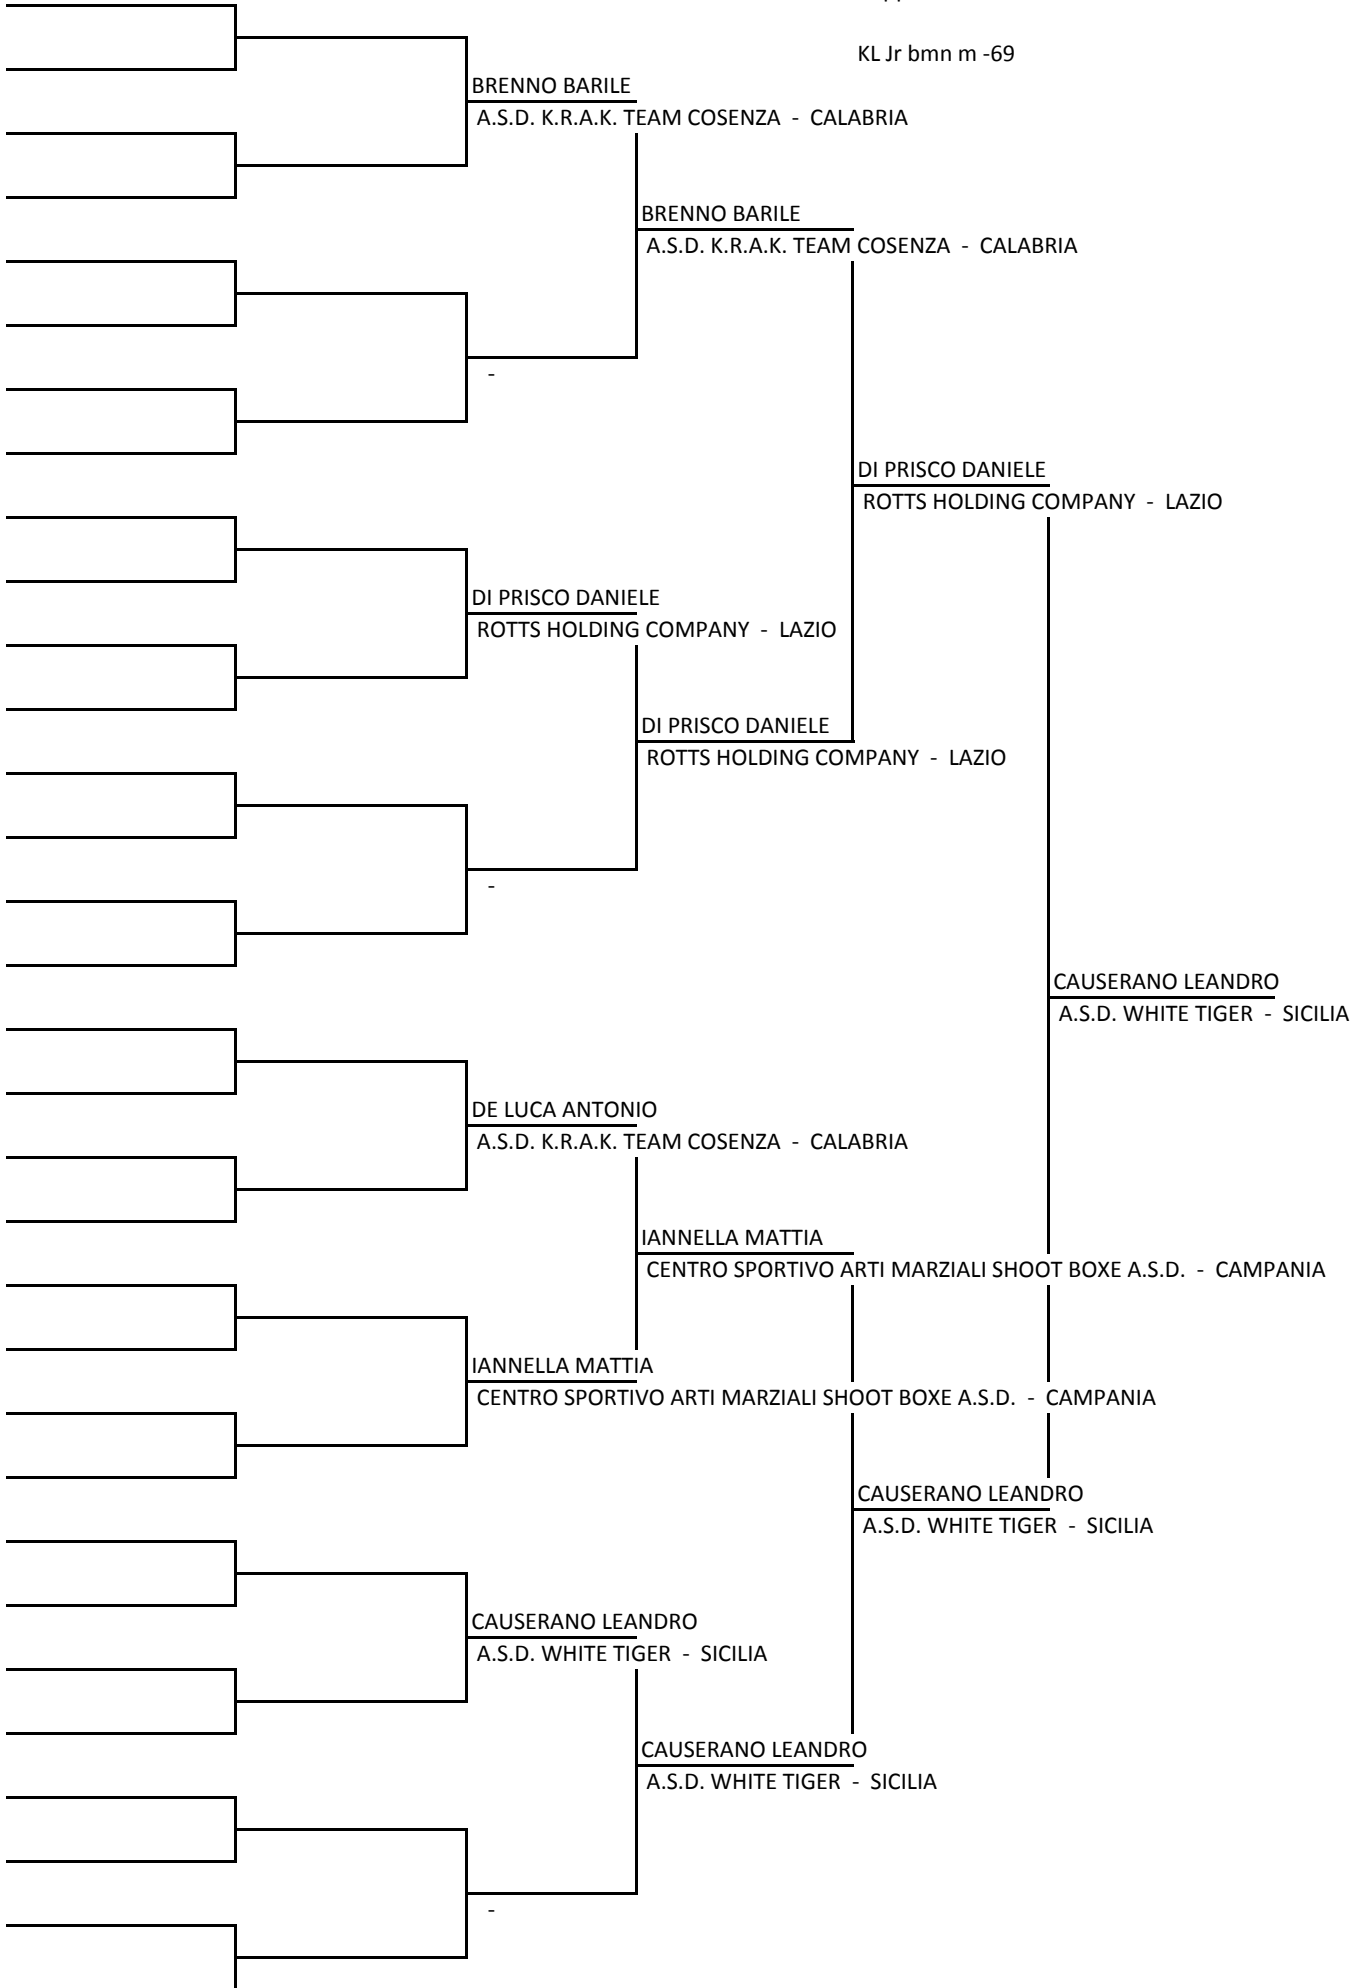 KL Jr bmn m -69
BRENNO BARILE
A.S.D. K.R.A.K. TEAM COSENZA - CALABRIA
BRENNO BARILE
A.S.D. K.R.A.K. TEAM COSENZA - CALABRIA
-
DI PRISCO DANIELE
ROTTS HOLDING COMPANY - LAZIO
DI PRISCO DANIELE
ROTTS HOLDING COMPANY - LAZIO
DI PRISCO DANIELE
ROTTS HOLDING COMPANY - LAZIO
-
CAUSERANO LEANDRO
A.S.D. WHITE TIGER - SICILIA
DE LUCA ANTONIO
A.S.D. K.R.A.K. TEAM COSENZA - CALABRIA
IANNELLA MATTIA
CENTRO SPORTIVO ARTI MARZIALI SHOOT BOXE A.S.D. - CAMPANIA
IANNELLA MATTIA
CENTRO SPORTIVO ARTI MARZIALI SHOOT BOXE A.S.D. - CAMPANIA
CAUSERANO LEANDRO
A.S.D. WHITE TIGER - SICILIA
CAUSERANO LEANDRO
A.S.D. WHITE TIGER - SICILIA
CAUSERANO LEANDRO
A.S.D. WHITE TIGER - SICILIA
-